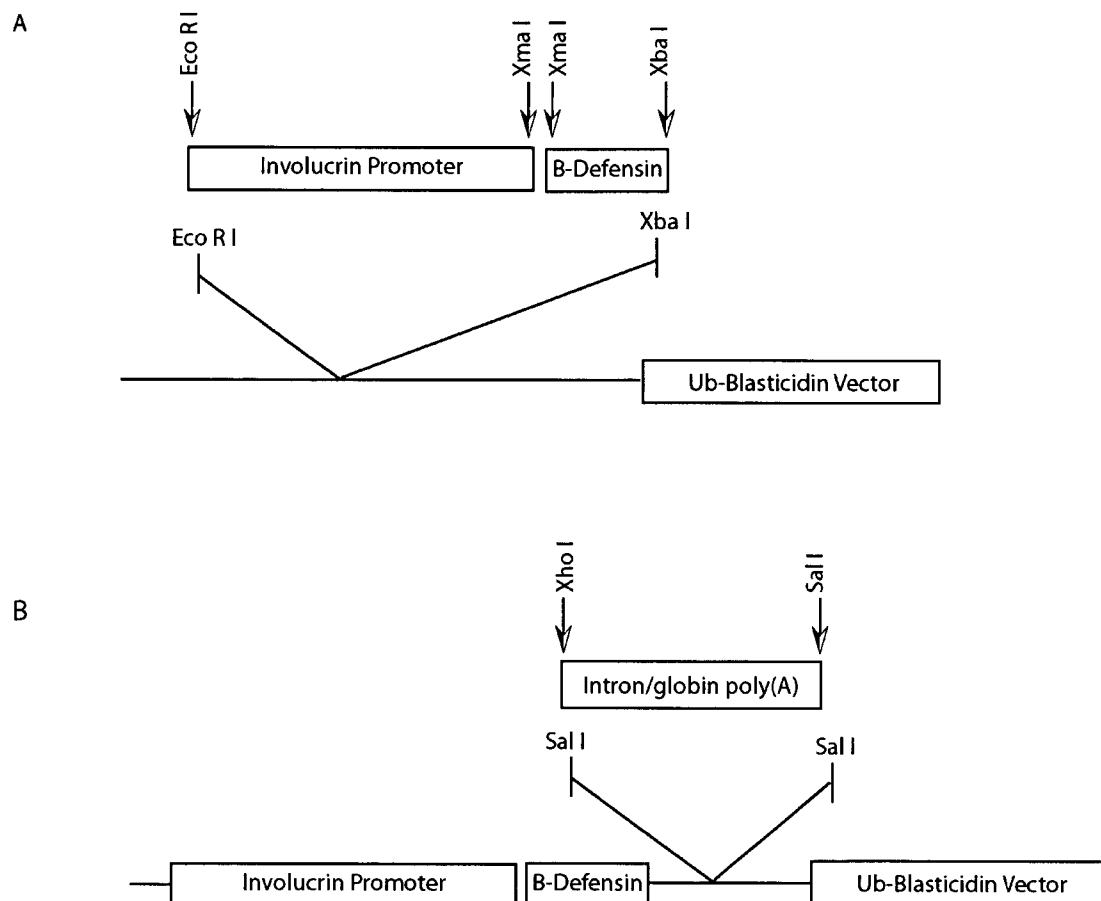 A
Eco R I
Xma I
Xma I
Xba I
Involucrin Promoter
B-Defensin
Eco R I
Xba I
Ub-Blasticidin Vector
B
Xho I
Sal I
Intron/globin poly(A)
Sal I
Sal I
Involucrin Promoter
B-Defensin
Ub-Blasticidin Vector